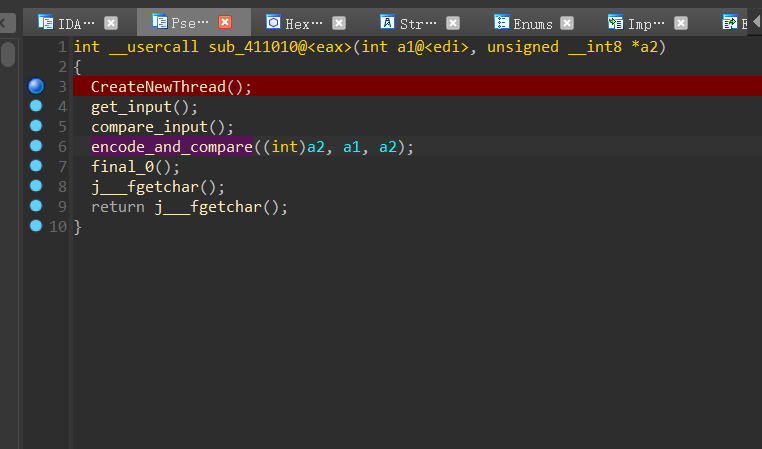 IDA··· Pse··· Hex··· Str··· Enums Imp··· E
1 int __usercall sub_411010@<eax>(int a1@<edi>, unsigned __int8 *a2)
2 {
3 CreateNewThread();
4 get_input();
5 compare_input();
6 encode_and_compare((int)a2, a1, a2);
7 final_0();
8 j___fgetchar();
9 return j___fgetchar();
10 }